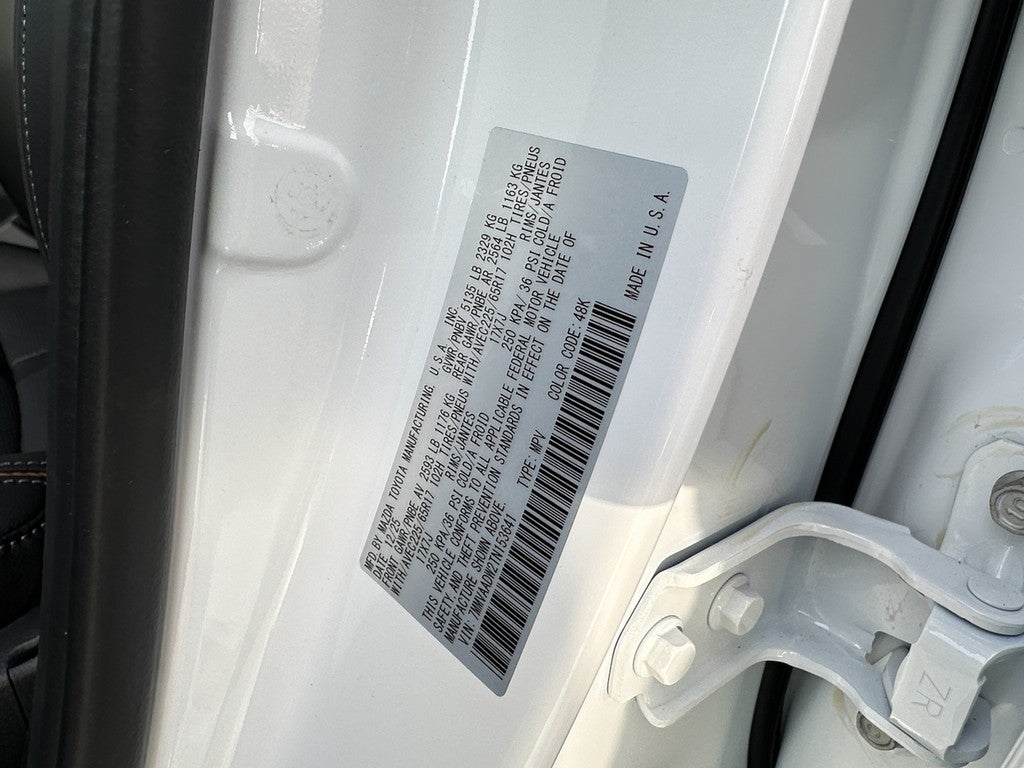 MFD BY MAZDA TOYOTA MANUFACTURING, U.S.A. INC.
DATE: 12/25 GVWR/PNBV 5135 LB 2329 KG
FRONT GAWR/PNBE AV 2593 LB 1176 KG REAR GAWR/PNBE AR 2564 LB 1163 KG
WITH/AVEC225/65R17 102H TIRES/PNEUS WITH/AVEC225/65R17 102H TIRES/PNEUS
17X7J RIMS/JANTES 17X7J RIMS/JANTES
250 KPA/ 36 PSI COLD/A FROID 250 KPA/ 36 PSI COLD/A FROID
THIS VEHICLE CONFORMS TO ALL APPLICABLE FEDERAL MOTOR VEHICLE
SAFETY, AND THEFT PREVENTION STANDARDS IN EFFECT ON THE DATE OF
MANUFACTURE SHOWN ABOVE.
VIN: 7MMVAADW2TN153641 TYPE: MPV COLOR CODE: 48K
MADE IN U.S.A.
ZR